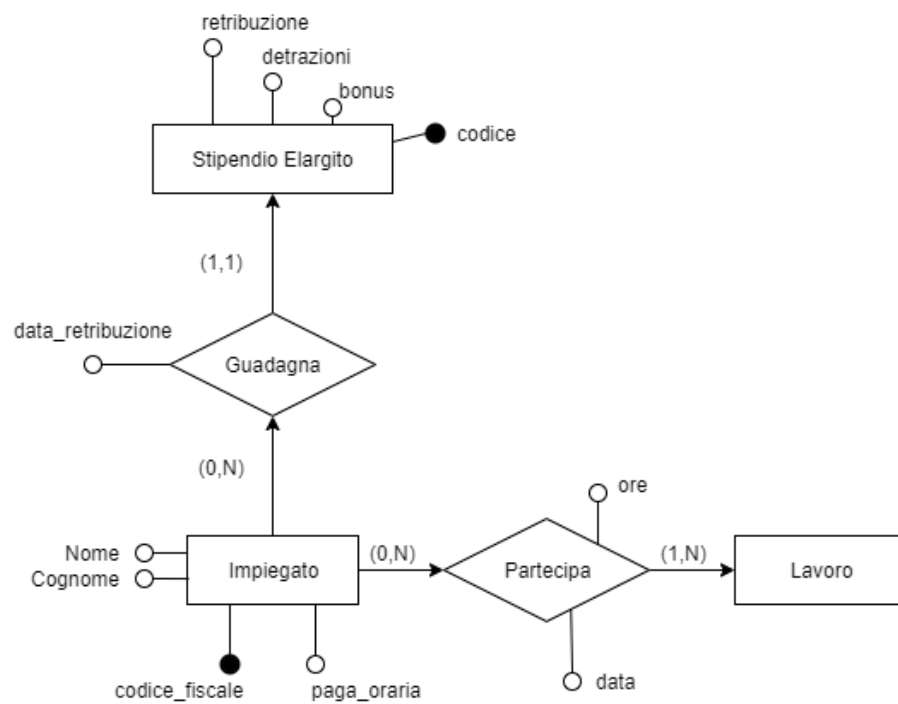 retribuzione
detrazioni
bonus
codice
Stipendio Elargito
(1,1)
data_retribuzione
Guadagna
(0,N)
ore
Nome
Cognome
Impiegato
(0,N)
Partecipa
(1,N)
Lavoro
codice_fiscale
paga_oraria
data